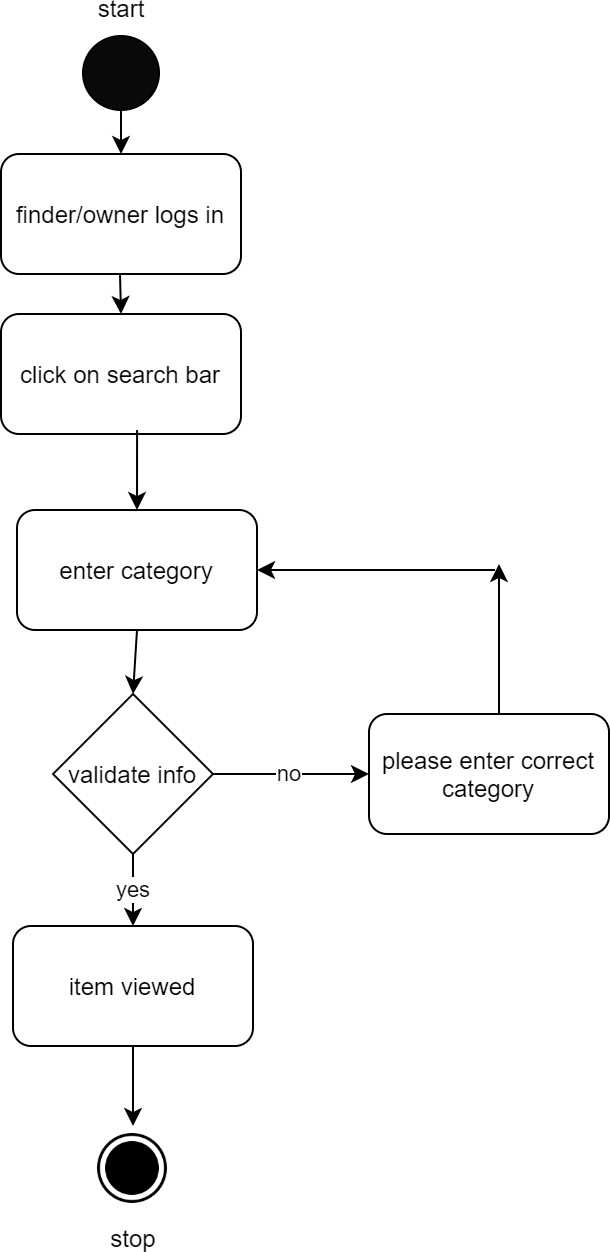 start
finder/owner logs in
click on search bar
enter category
validate info
no
please enter correct
category
yes
item viewed
stop